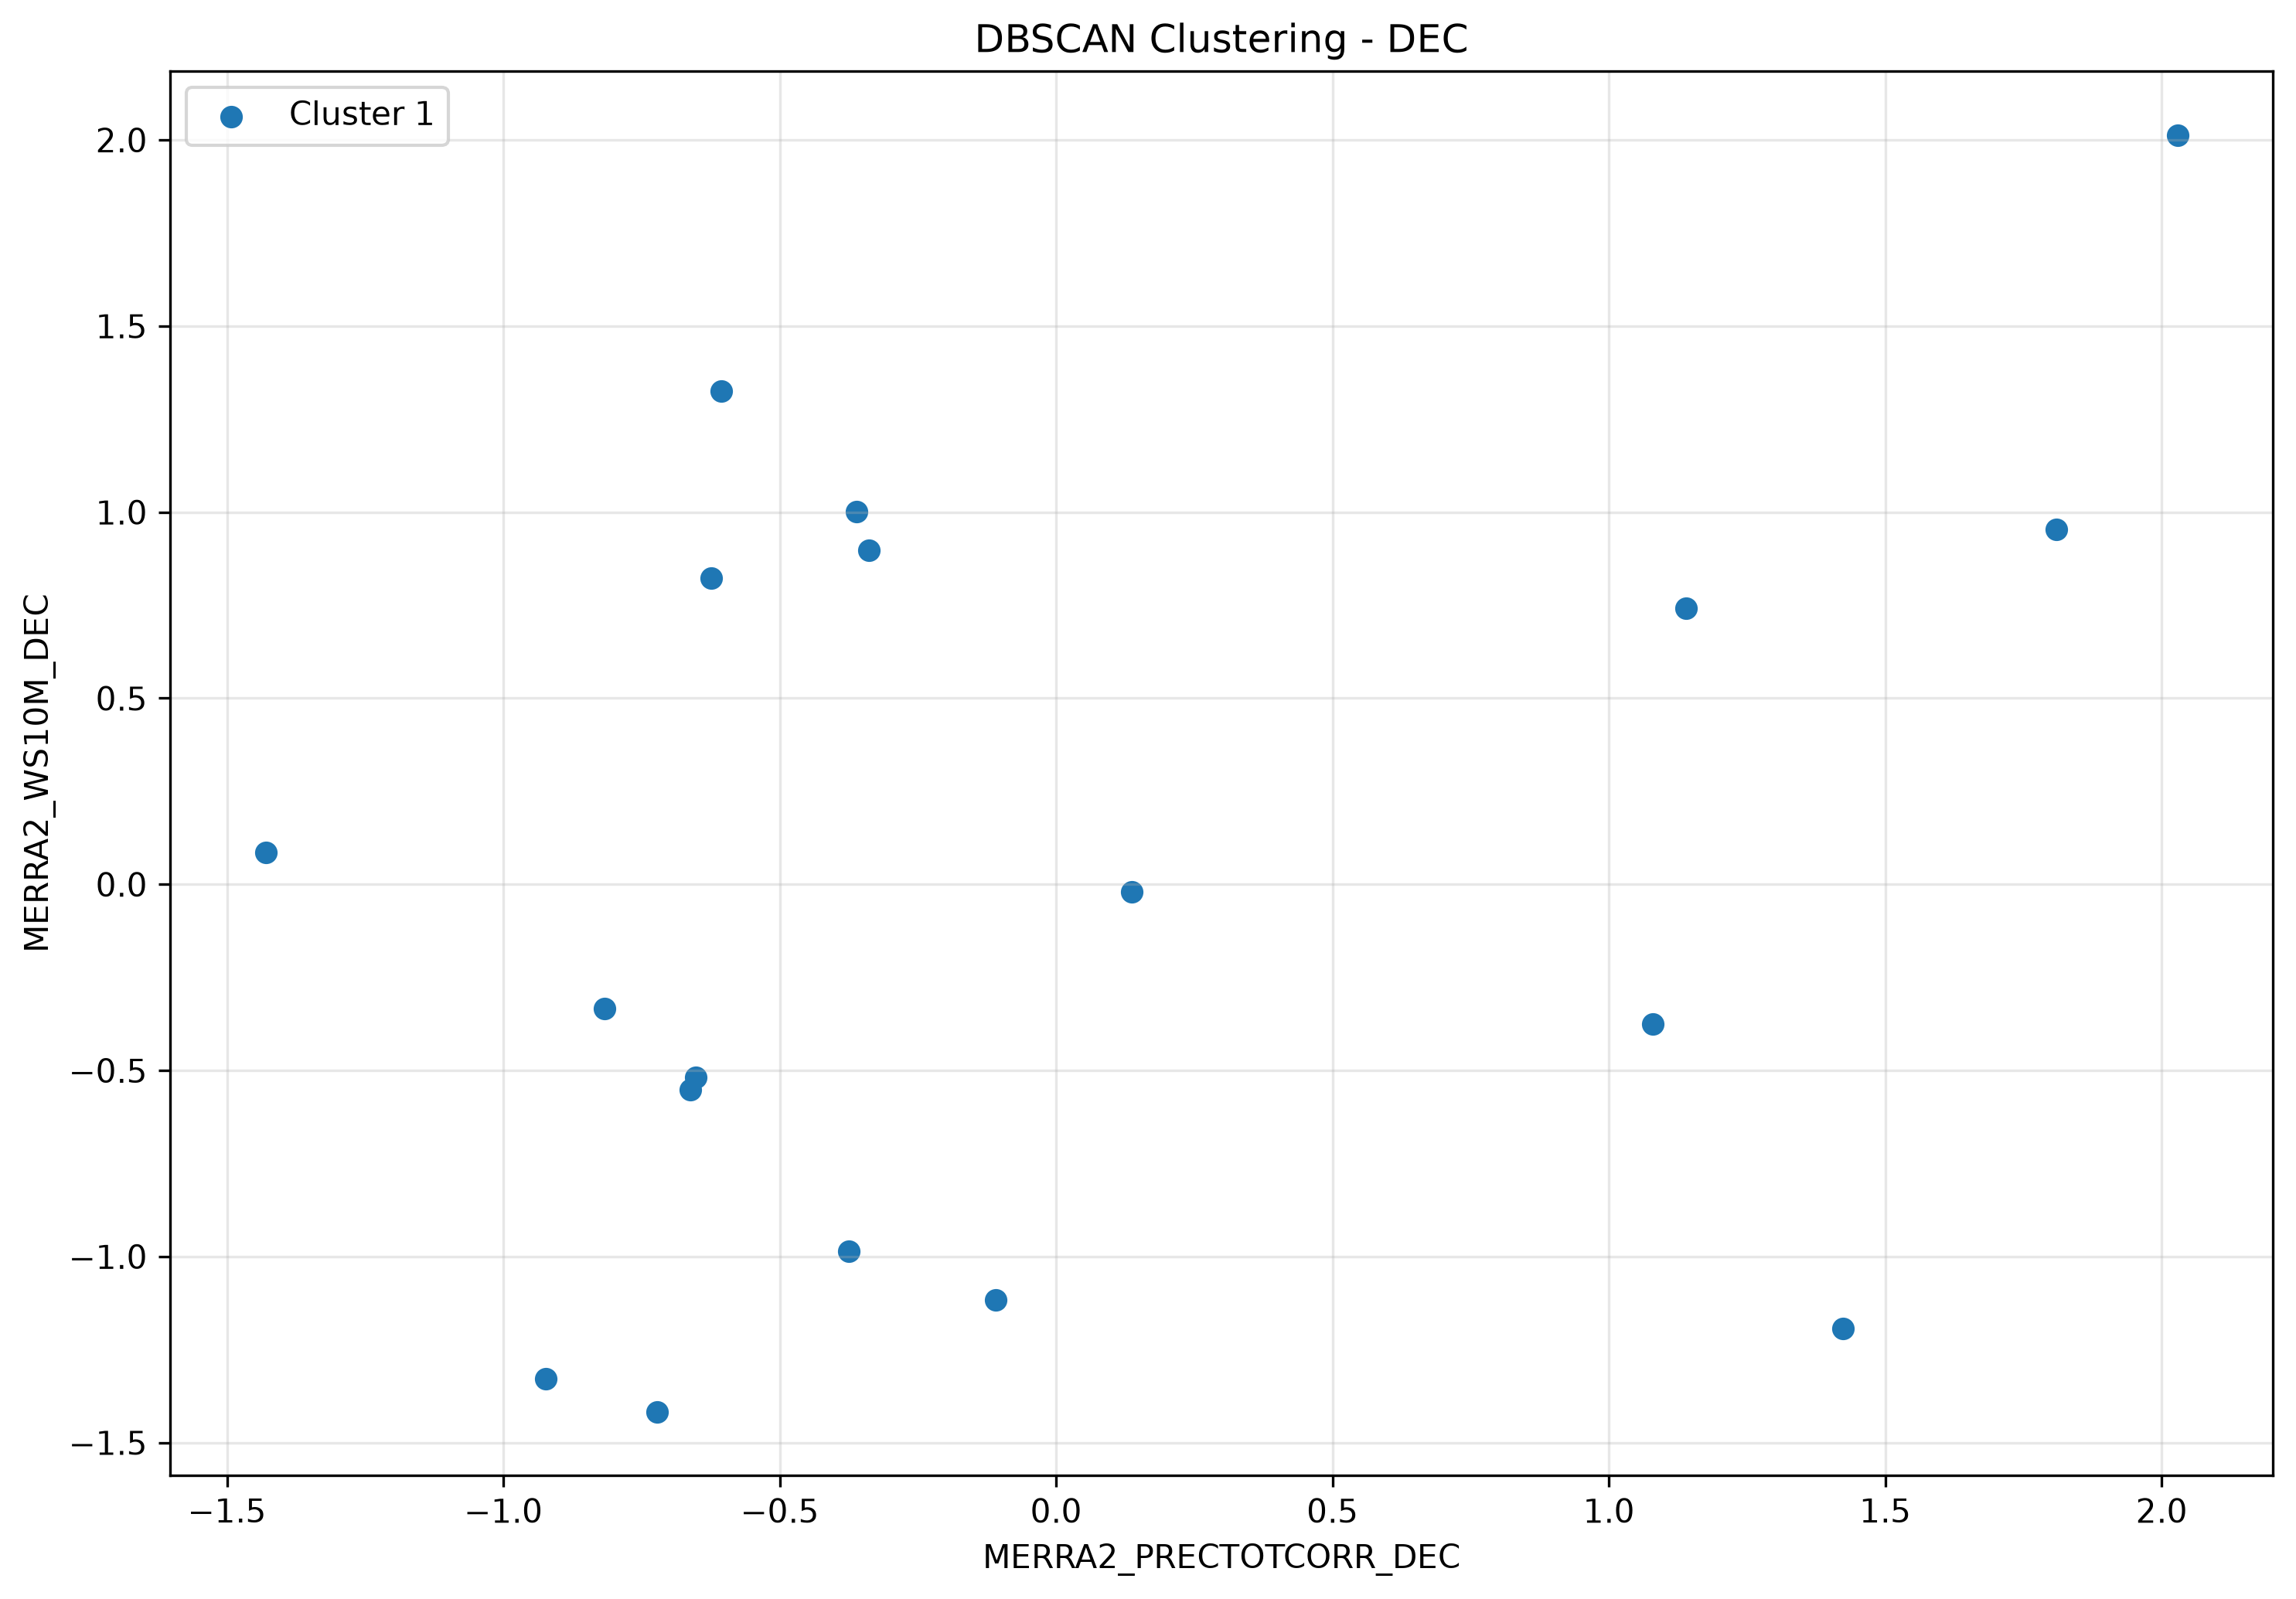 DBSCAN Clustering - DEC
Cluster 1
2.0
1.5
1.0
0.5
0.0
−0.5
−1.0
−1.5
MERRA2_WS10M_DEC
−1.5 −1.0 −0.5 0.0 0.5 1.0 1.5 2.0
MERRA2_PRECTOTCORR_DEC